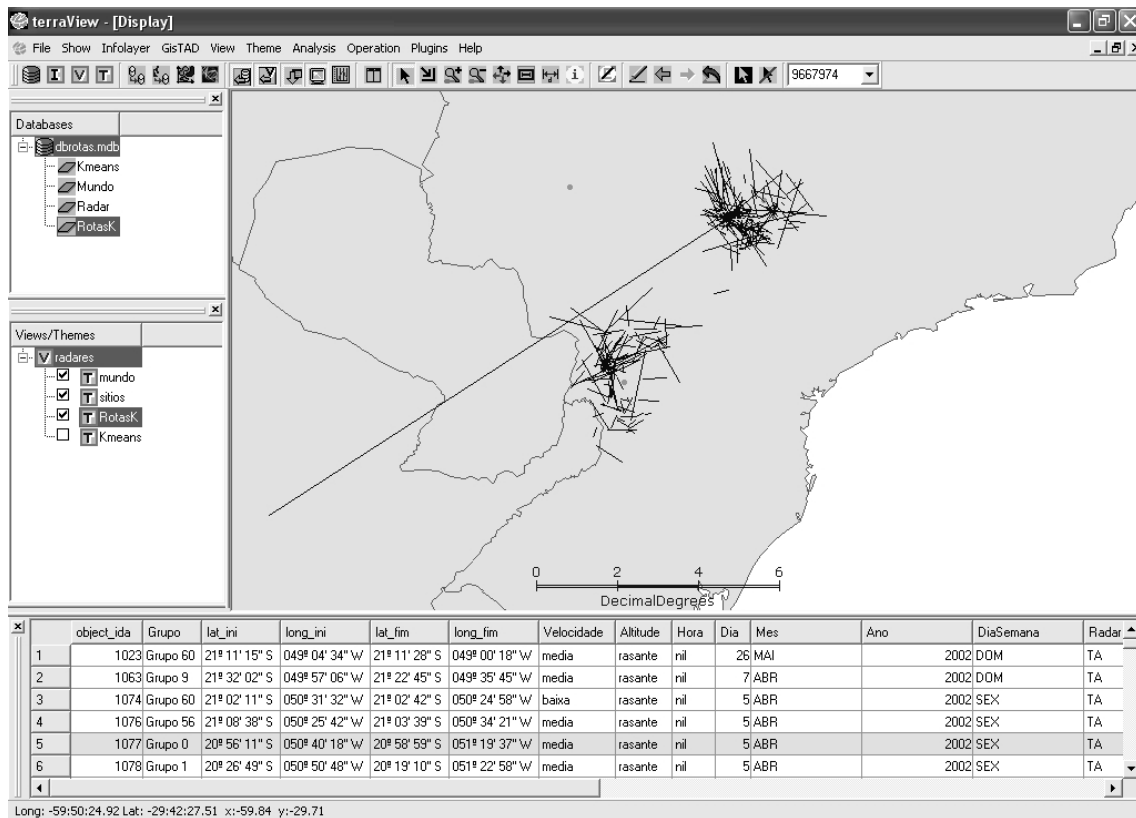 terraView - [Display]
File Show Infolayer GisTAD View Theme Analysis Operation Plugins Help
I V T 9667974
Databases
dbrotas.mdb
Kmeans
Mundo
Radar
RotasK
Views/Themes
V radares
T mundo
T sitios
T RotasK
T Kmeans
0 2 4 6
DecimalDegrees
object_ida Grupo lat_ini long_ini lat_fim long_fim Velocidade Altitude Hora Dia Mes Ano DiaSemana Radar
1 1023 Grupo 60 21º 11' 15" S 049º 04' 34" W 21º 11' 28" S 049º 00' 18" W media rasante nil 26 MAI 2002 DOM TA
2 1063 Grupo 9 21º 32' 02" S 049º 57' 06" W 21º 22' 45" S 049º 35' 45" W media rasante nil 7 ABR 2002 DOM TA
3 1074 Grupo 60 21º 02' 11" S 050º 31' 32" W 21º 02' 42" S 050º 24' 58" W baixa rasante nil 5 ABR 2002 SEX TA
4 1076 Grupo 56 21º 08' 38" S 050º 25' 42" W 21º 03' 39" S 050º 34' 21" W media rasante nil 5 ABR 2002 SEX TA
5 1077 Grupo 0 20º 56' 11" S 050º 40' 18" W 20º 58' 59" S 051º 19' 37" W media rasante nil 5 ABR 2002 SEX TA
6 1078 Grupo 1 20º 26' 49" S 050º 50' 48" W 20º 19' 10" S 051º 22' 58" W media rasante nil 5 ABR 2002 SEX TA
Long: -59:50:24.92 Lat: -29:42:27.51 x:-59.84 y:-29.71